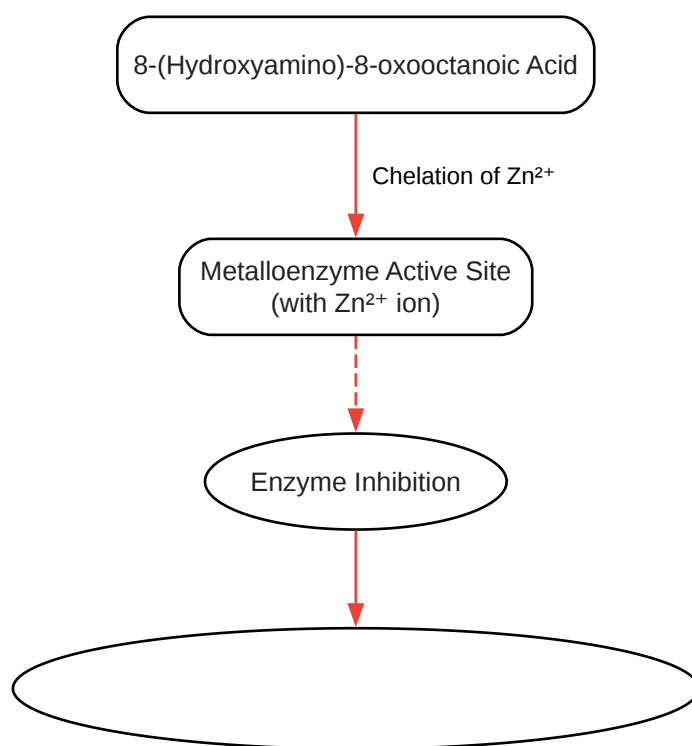 8-(Hydroxyamino)-8-oxooctanoic Acid
Chelation of Zn²⁺
Metalloenzyme Active Site
(with Zn²⁺ ion)
Enzyme Inhibition